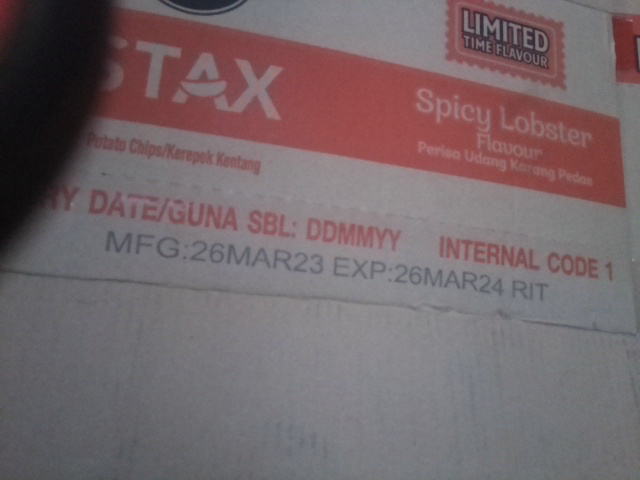 LIMITED
TIME FLAVOUR
STAX
Spicy Lobster
Flavour
Perisa Udang Karang Pedas
Potato Chips/Kerepek Kentang
RY DATE/GUNA SBL: DDMMYY INTERNAL CODE 1
MFG:26MAR23 EXP:26MAR24 RIT